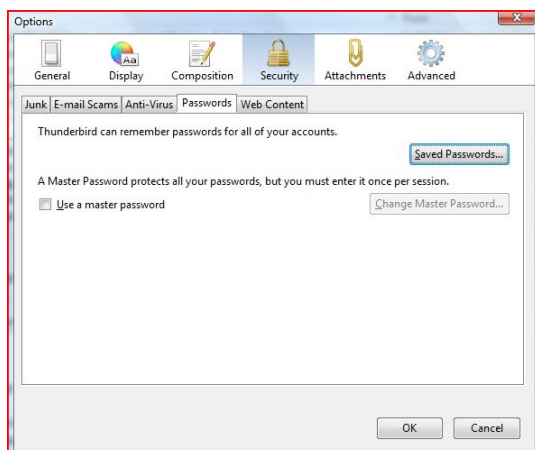 Options
General Display Composition Security Attachments Advanced
Junk E-mail Scams Anti-Virus Passwords Web Content
Thunderbird can remember passwords for all of your accounts.
Saved Passwords...
A Master Password protects all your passwords, but you must enter it once per session.
Use a master password Change Master Password...
OK Cancel